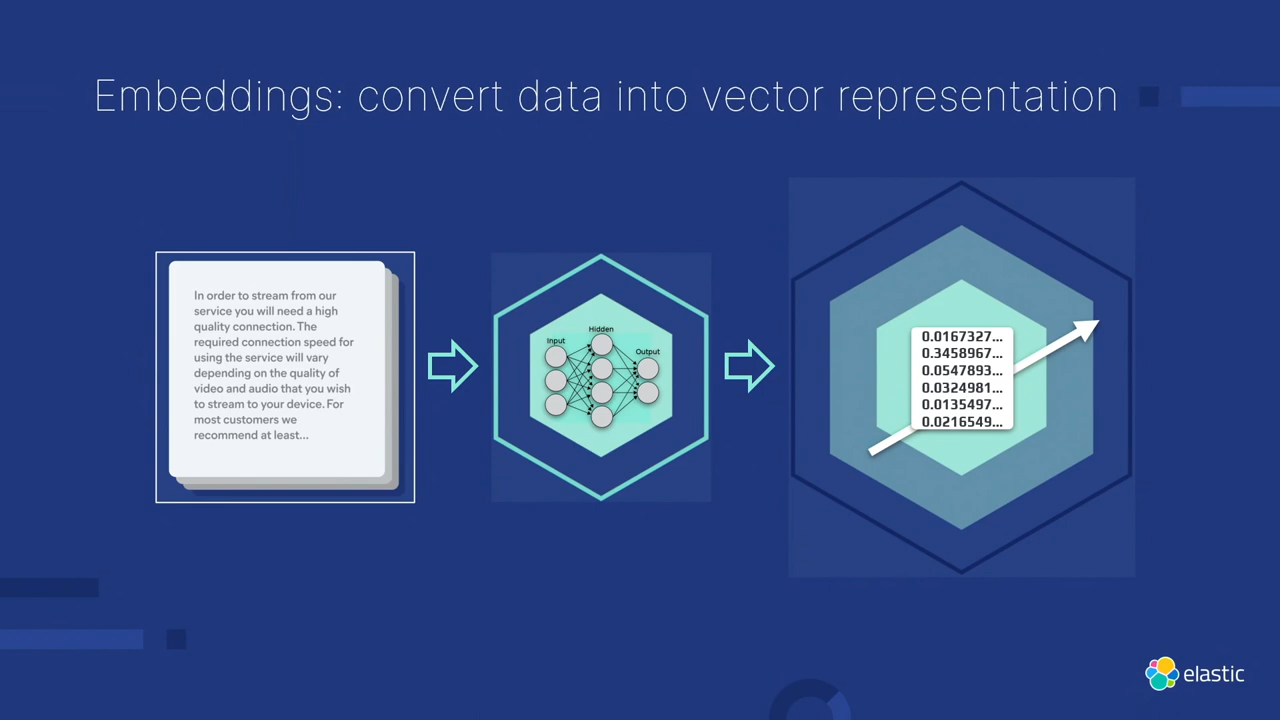 Embeddings: convert data into vector representation
In order to stream from our
service you will need a high
quality connection. The
required connection speed for
using the service will vary
depending on the quality of
video and audio that you wish
to stream to your device. For
most customers we
recommend at least...
Input
Hidden
Output
0.0167327...
0.3458967...
0.0547893...
0.0324981...
0.0135497...
0.0216549...
elastic